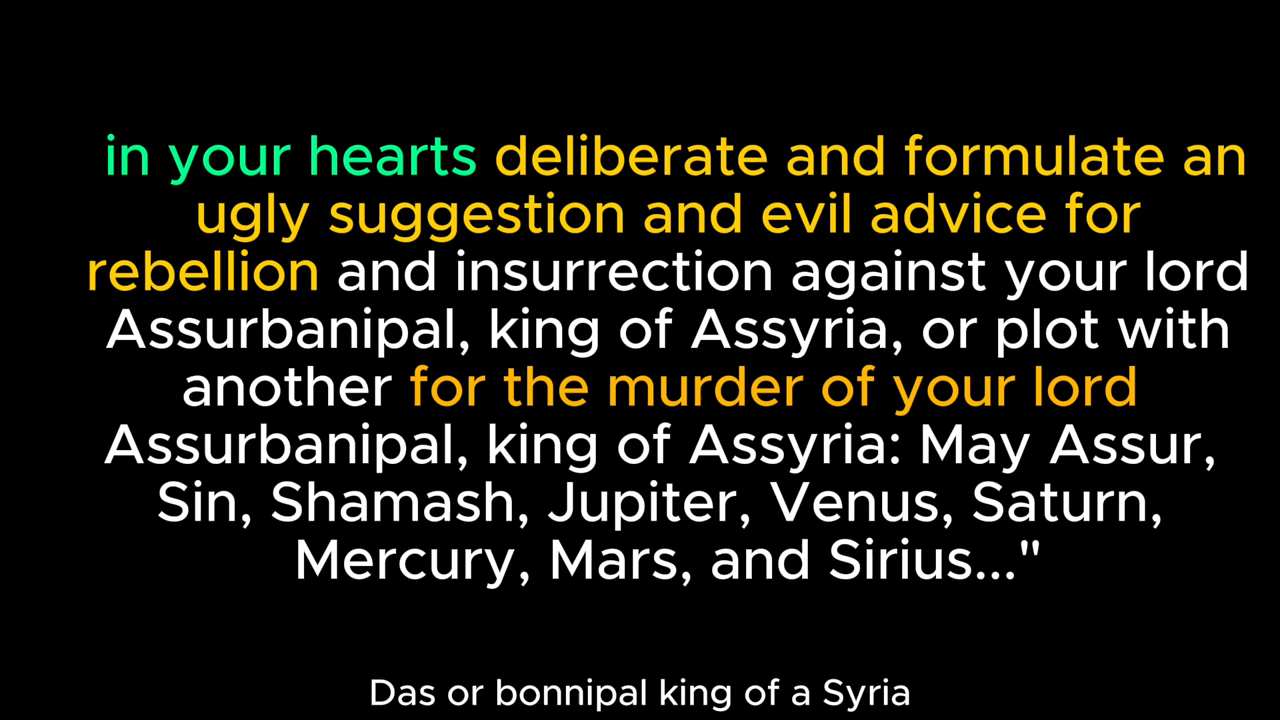 in your hearts deliberate and formulate an
ugly suggestion and evil advice for
rebellion and insurrection against your lord
Assurbanipal, king of Assyria, or plot with
another for the murder of your lord
Assurbanipal, king of Assyria: May Assur,
Sin, Shamash, Jupiter, Venus, Saturn,
Mercury, Mars, and Sirius..."
Das or bonnipal king of a Syria